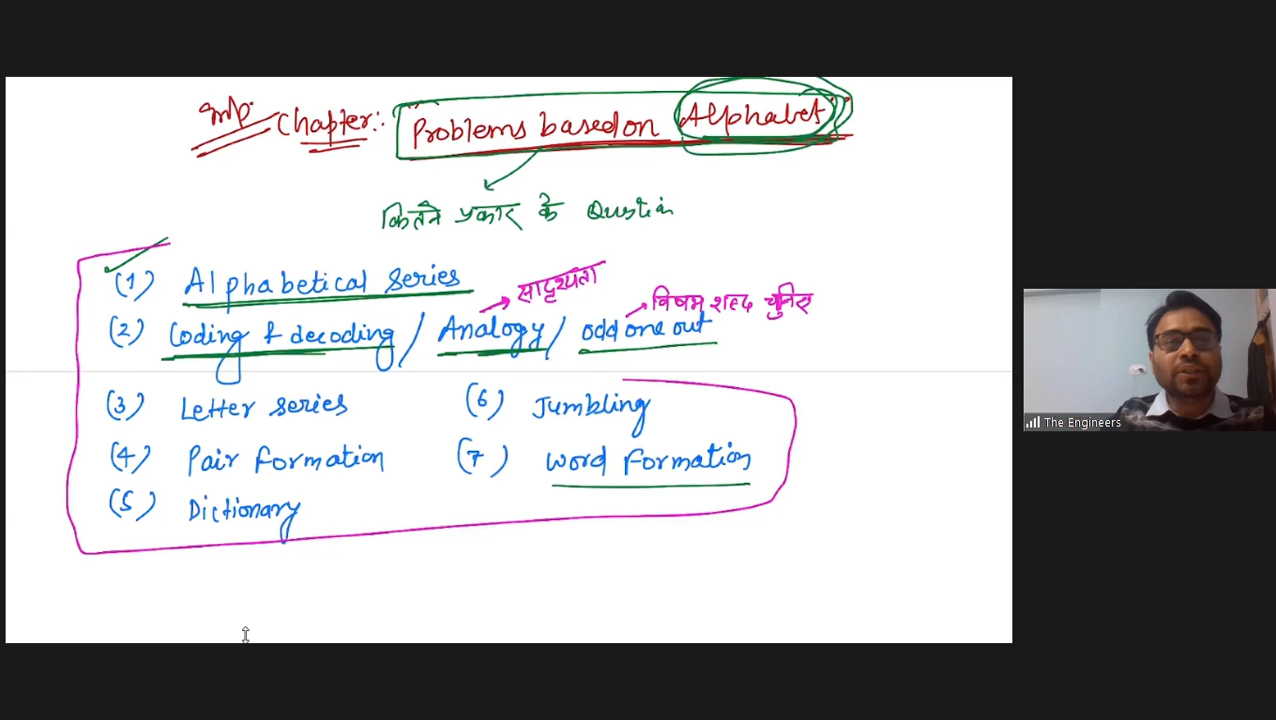 Imp. Chapter:. "Problems based on Alphabet"
कितने प्रकार के Question
(1) Alphabetical Series
सादृश्यता
विषम शब्द चुनिए
(2) Coding & decoding / Analogy / odd one out
(3) Letter series
(6) Jumbling
(4) Pair formation
(7) word formation
(5) Dictionary
The Engineers